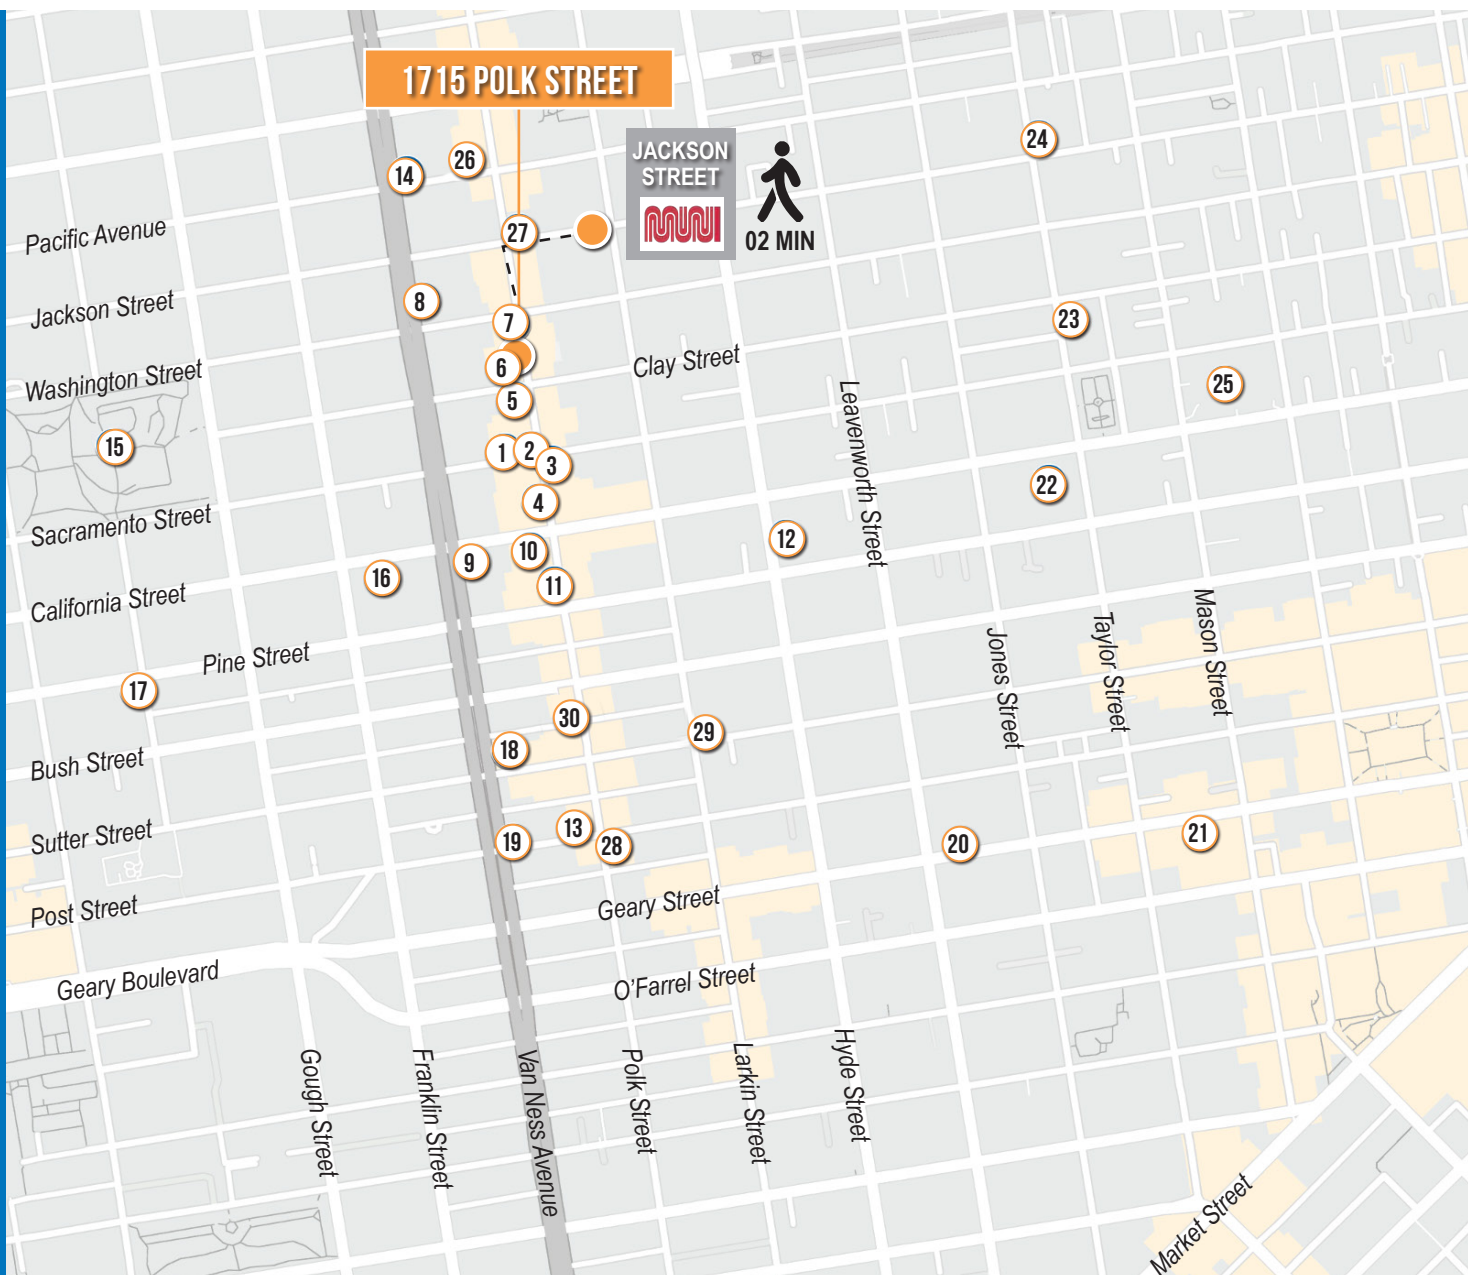 1715 POLK STREET
JACKSON
STREET
MUNI
02 MIN
24
26
14
27
Pacific Avenue
8
Jackson Street
7
23
Clay Street
6
Washington Street
25
5
15
1
2
3
Leavenworth Street
22
4
Sacramento Street
12
10
9
16
11
California Street
Pine Street
Mason Street
Taylor Street
Jones Street
17
30
29
18
Bush Street
13
19
28
20
21
Sutter Street
Geary Street
Post Street
Geary Boulevard
O'Farrel Street
Gough Street
Franklin Street
Van Ness Avenue
Polk Street
Larkin Street
Hyde Street
Market Street